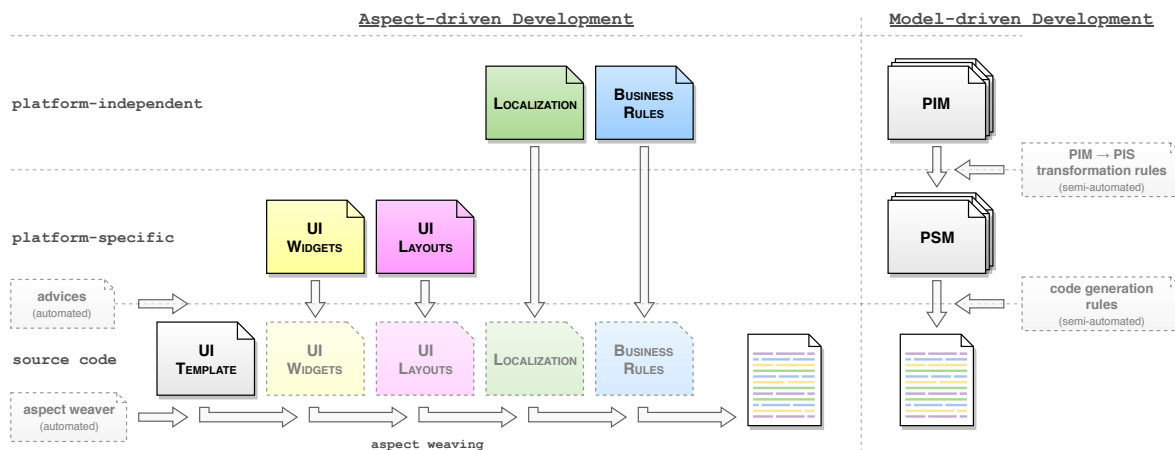 Aspect-driven Development
Model-driven Development
platform-independent
LOCALIZATION
BUSINESS
RULES
PIM
PIM → PIS
transformation rules
(semi-automated)
platform-specific
UI
WIDGETS
UI
LAYOUTS
PSM
advices
(automated)
code generation
rules
(semi-automated)
source code
UI
TEMPLATE
UI
WIDGETS
UI
LAYOUTS
LOCALIZATION
BUSINESS
RULES
aspect weaver
(automated)
aspect weaving